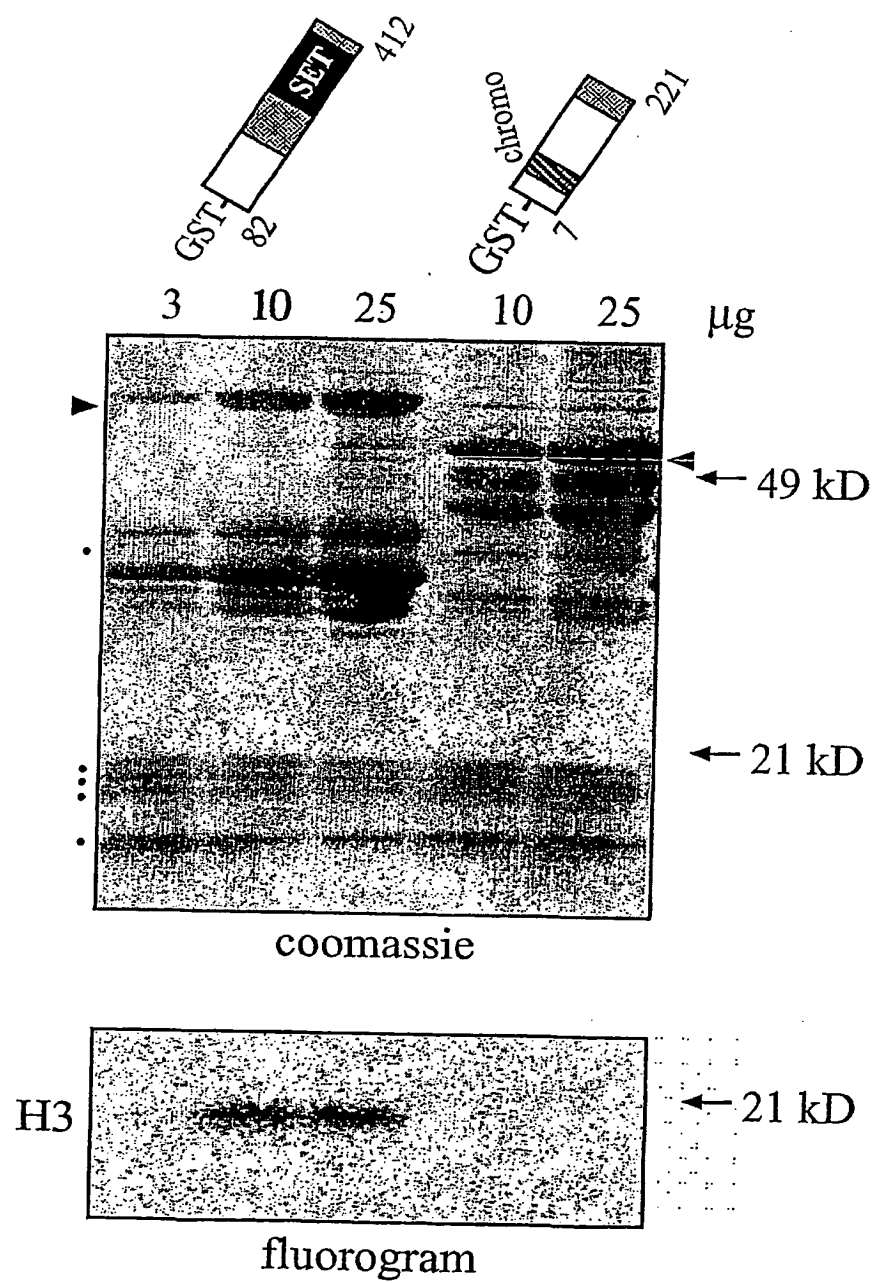 SET
412
GST-
82
chromo
221
GST-
7
3 10 25 10 25 µg
49 kD
21 kD
coomassie
H3
21 kD
fluorogram